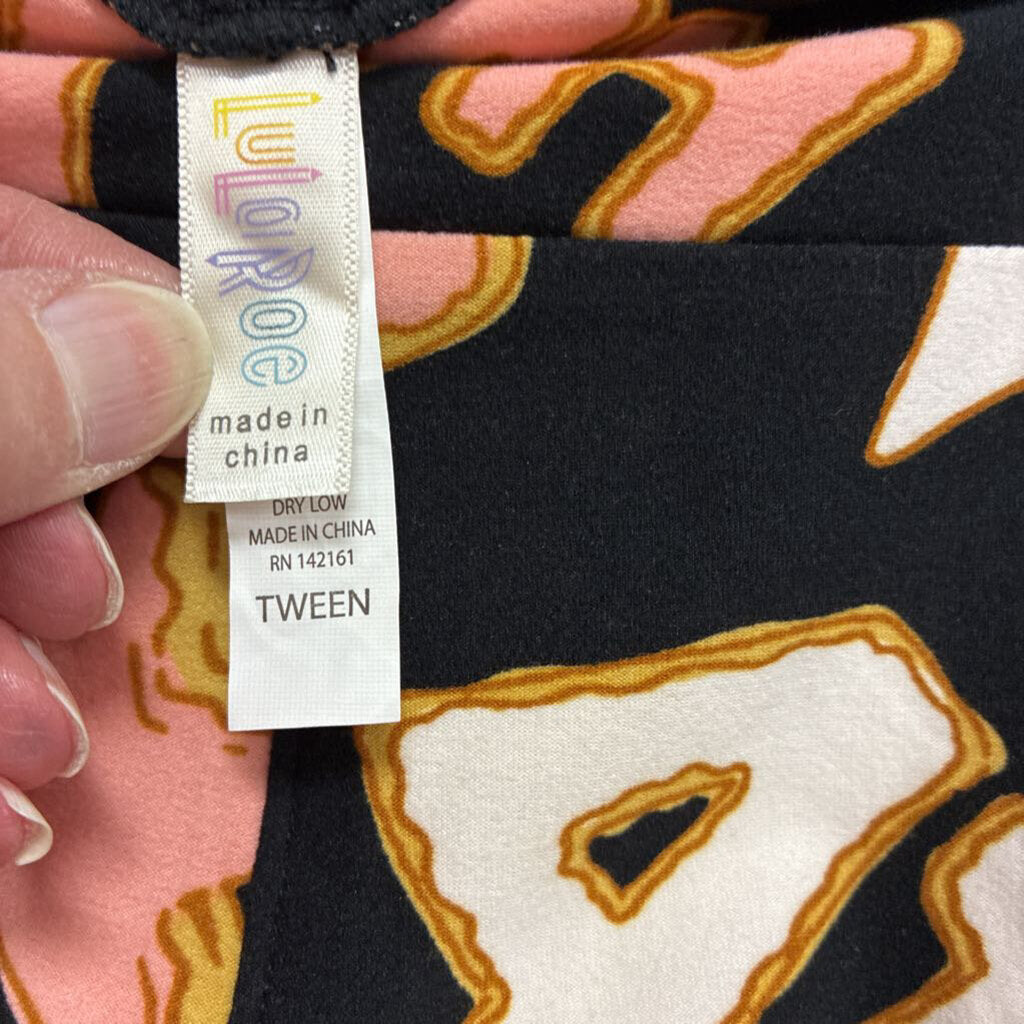 LuLaRoe
made in
china
DRY LOW
MADE IN CHINA
RN 142161
TWEEN